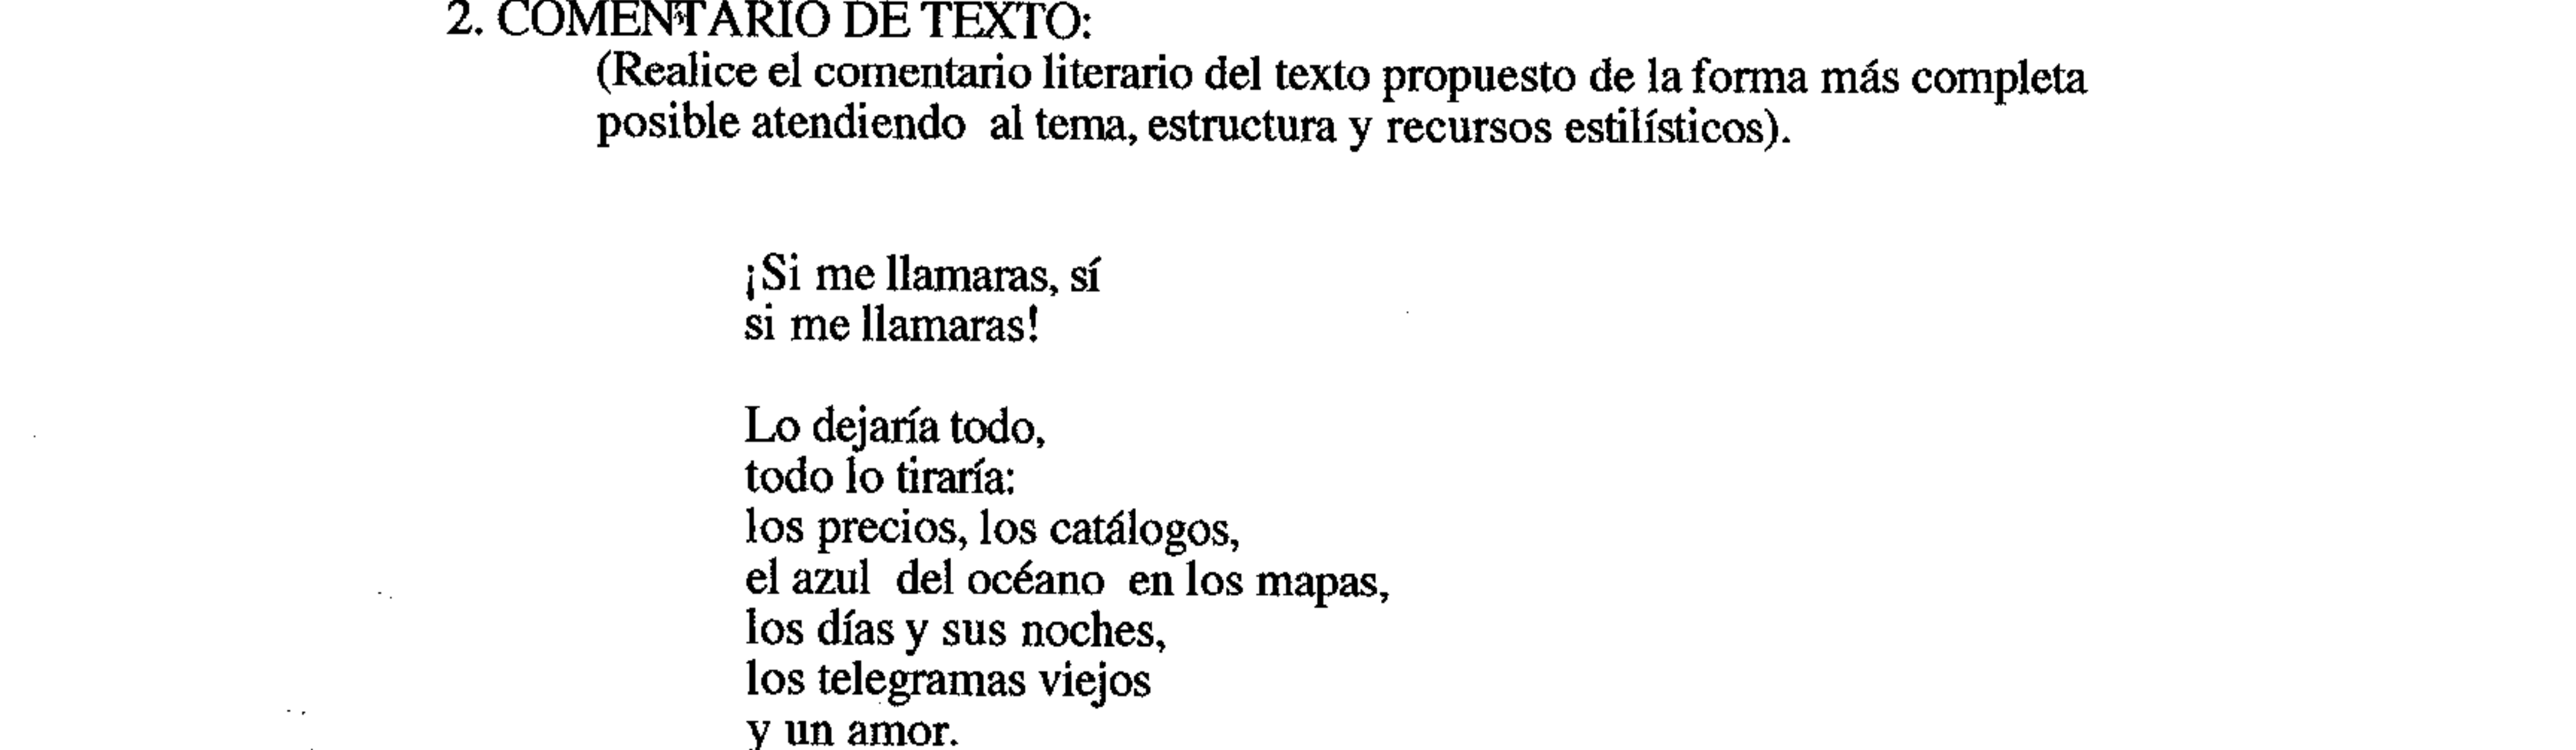 2. COMENTARIO DE TEXTO:
(Realice el comentario literario del texto propuesto de la forma más completa
posible atendiendo al tema, estructura y recursos estilísticos).
¡Si me llamaras, sí
si me llamaras!
Lo dejaría todo,
todo lo tiraría:
los precios, los catálogos,
el azul del océano en los mapas,
los días y sus noches,
los telegramas viejos
y un amor.